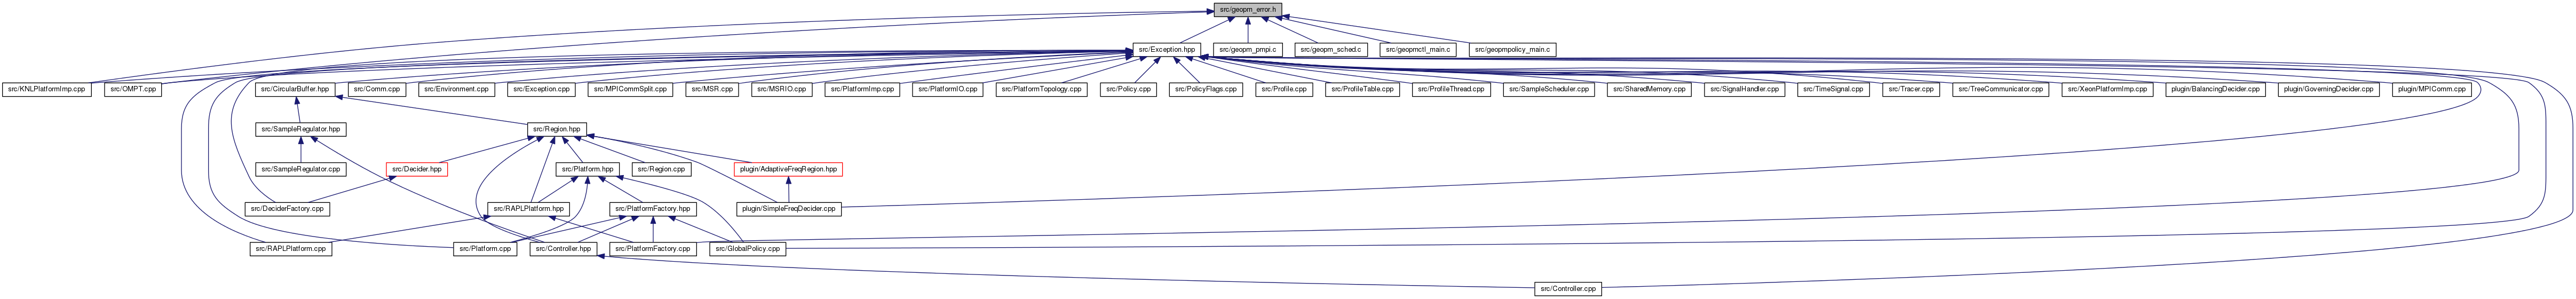 src/geopm_error.h
src/Exception.hpp
src/geopm_pmpi.c
src/geopm_sched.c
src/geopmctl_main.c
src/geopmpolicy_main.c
src/KNLPlatformImp.cpp
src/OMPT.cpp
src/CircularBuffer.hpp
src/Comm.cpp
src/Environment.cpp
src/Exception.cpp
src/MPICommSplit.cpp
src/MSR.cpp
src/MSRIO.cpp
src/PlatformImp.cpp
src/PlatformIO.cpp
src/PlatformTopology.cpp
src/Policy.cpp
src/PolicyFlags.cpp
src/Profile.cpp
src/ProfileTable.cpp
src/ProfileThread.cpp
src/SampleScheduler.cpp
src/SharedMemory.cpp
src/SignalHandler.cpp
src/TimeSignal.cpp
src/Tracer.cpp
src/TreeCommunicator.cpp
src/XeonPlatformImp.cpp
plugin/BalancingDecider.cpp
plugin/GoverningDecider.cpp
plugin/MPIComm.cpp
src/SampleRegulator.hpp
src/Region.hpp
src/SampleRegulator.cpp
src/Decider.hpp
src/Platform.hpp
src/Region.cpp
plugin/AdaptiveFreqRegion.hpp
src/DeciderFactory.cpp
src/RAPLPlatform.hpp
src/PlatformFactory.hpp
plugin/SimpleFreqDecider.cpp
src/RAPLPlatform.cpp
src/Platform.cpp
src/Controller.hpp
src/PlatformFactory.cpp
src/GlobalPolicy.cpp
src/Controller.cpp